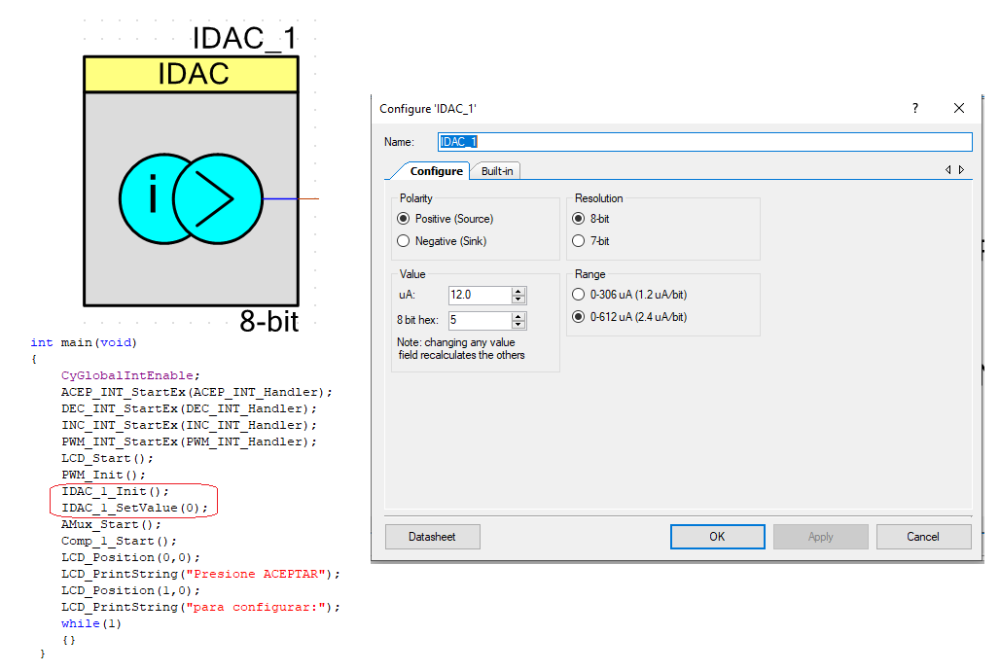 IDAC_1
IDAC
i
8-bit
int main(void)
{
CyGlobalIntEnable;
ACEP_INT_StartEx(ACEP_INT_Handler);
DEC_INT_StartEx(DEC_INT_Handler);
INC_INT_StartEx(INC_INT_Handler);
PWM_INT_StartEx(PWM_INT_Handler);
LCD_Start();
PWM_Init();
IDAC_1_Init();
IDAC_1_SetValue(0);
AMux_Start();
Comp_1_Start();
LCD_Position(0,0);
LCD_PrintString("Presione ACEPTAR");
LCD_Position(1,0);
LCD_PrintString("para configurar:");
while(1)
{}
}
Configure 'IDAC_1'
?
Name: IDAC_1
Configure Built-in
Polarity
Positive (Source)
Negative (Sink)
Resolution
8-bit
7-bit
Value
uA: 12.0
8 bit hex: 5
Note: changing any value
field recalculates the others
Range
0-306 uA (1.2 uA/bit)
0-612 uA (2.4 uA/bit)
Datasheet OK Apply Cancel